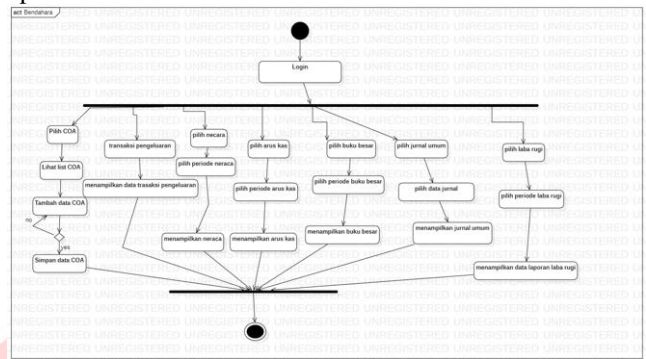 act Bendahara
Login
Pilih COA
transaksi pengeluaran
pilih necara
pilih arus kas
pilih buku besar
pilih jurnal umum
pilih laba rugi
Lihat list COA
menampilkan data trasaksi pengeluaran
pilih periode neraca
pilih periode arus kas
pilih periode buku besar
pilih data jurnal
pilih periode laba rugi
Tambah data COA
no
yes
menampilkan neraca
menampilkan arus kas
menampilkan buku besar
menampilkan jurnal umum
Simpan data COA
menampilkan data laporan laba rugi
UNREGISTERED